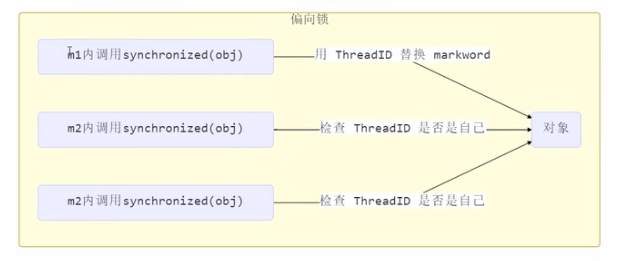 偏向锁
m1内调用synchronized(obj)
用 ThreadID 替换 markword
m2内调用synchronized(obj)
检查 ThreadID 是否是自己
对象
m2内调用synchronized(obj)
检查 ThreadID 是否是自己